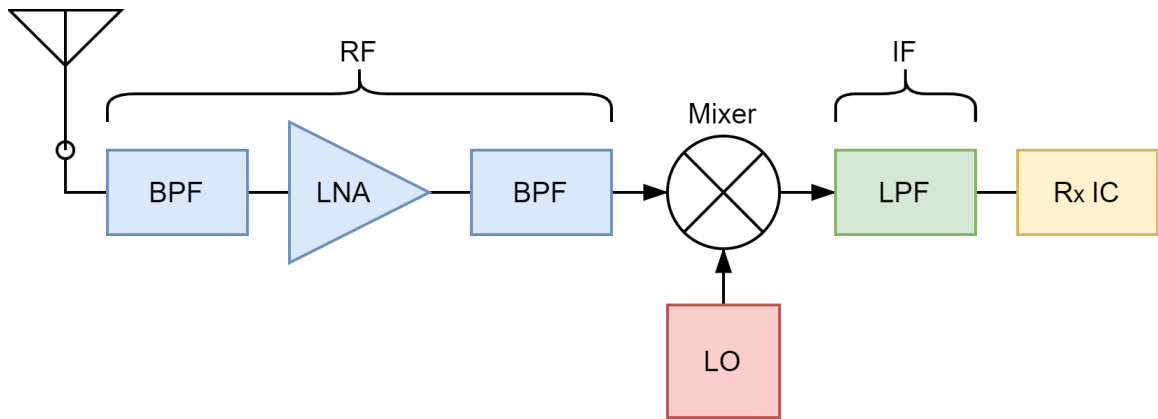 RF
IF
Mixer
BPF
LNA
BPF
LPF
Rx IC
LO